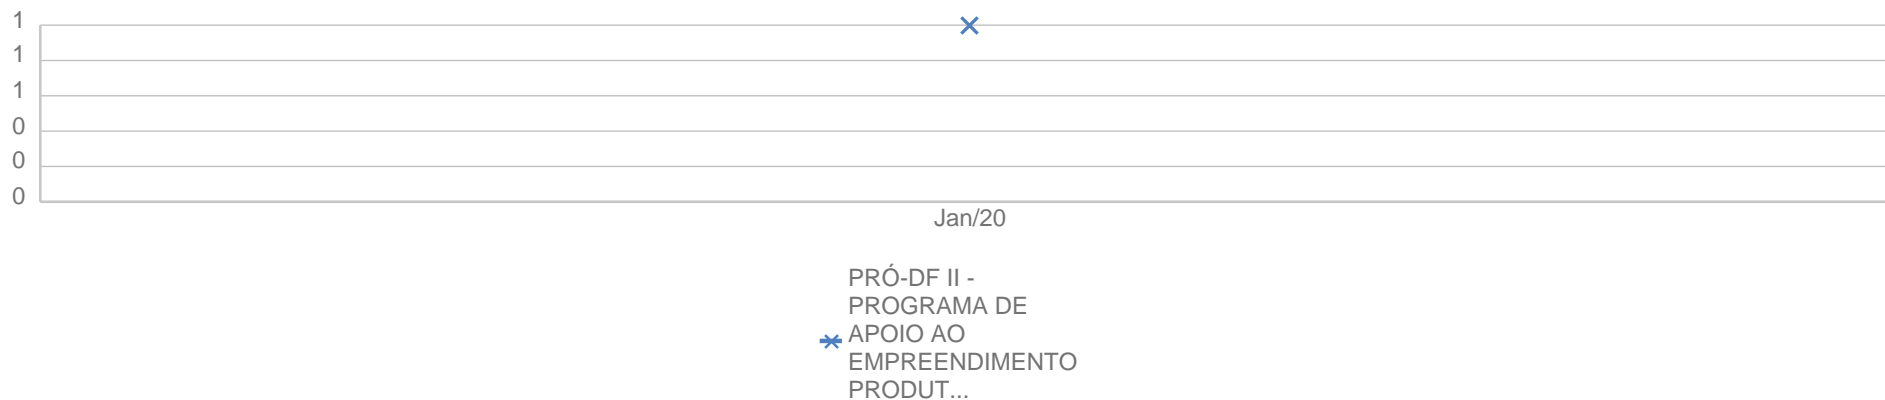 1
1
1
0
0
0
Jan/20
PRÓ-DF II -
PROGRAMA DE
APOIO AO
EMPREENDIMENTO
PRODUT...